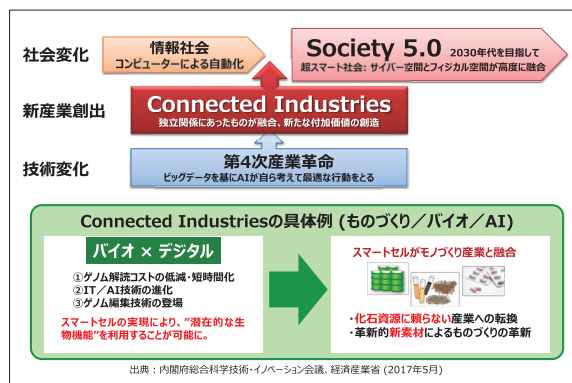 社会変化
情報社会
コンピューターによる自動化
Society 5.0 2030年代を目指して
超スマート社会: サイバー空間とフィジカル空間が高度に融合
新産業創出
Connected Industries
独立関係にあったものが融合、新たな付加価値の創造
技術変化
第4次産業革命
ビッグデータを基にAIが自ら考えて最適な行動をとる
Connected Industriesの具体例 (ものづくり／バイオ／AI)
バイオ × デジタル
①ゲノム解読コストの低減・短時間化
②IT／AI技術の進化
③ゲノム編集技術の登場
スマートセルの実現により、"潜在的な生
物機能"を利用することが可能に。
スマートセルがモノづくり産業と融合
・化石資源に頼らない産業への転換
・革新的新素材によるものづくりの革新
出典 : 内閣府総合科学技術・イノベーション会議、経済産業省 (2017年5月)